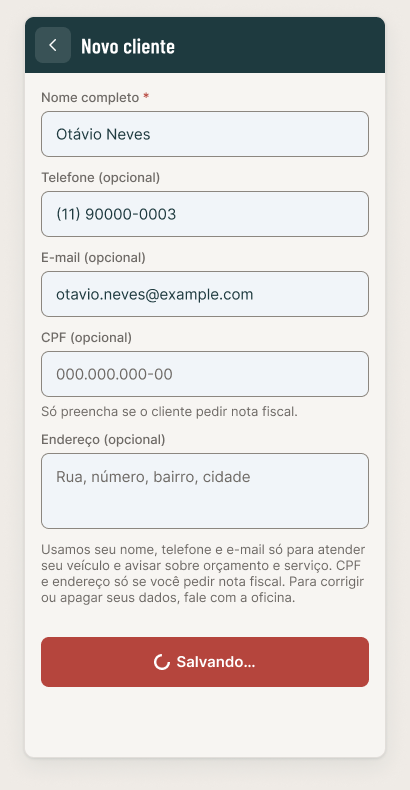 Novo cliente
Nome completo *
Otávio Neves
Telefone (opcional)
(11) 90000-0003
E-mail (opcional)
otavio.neves@example.com
CPF (opcional)
000.000.000-00
Só preencha se o cliente pedir nota fiscal.
Endereço (opcional)
Rua, número, bairro, cidade
Usamos seu nome, telefone e e-mail só para atender
seu veículo e avisar sobre orçamento e serviço. CPF
e endereço só se você pedir nota fiscal. Para corrigir
ou apagar seus dados, fale com a oficina.
Salvando...